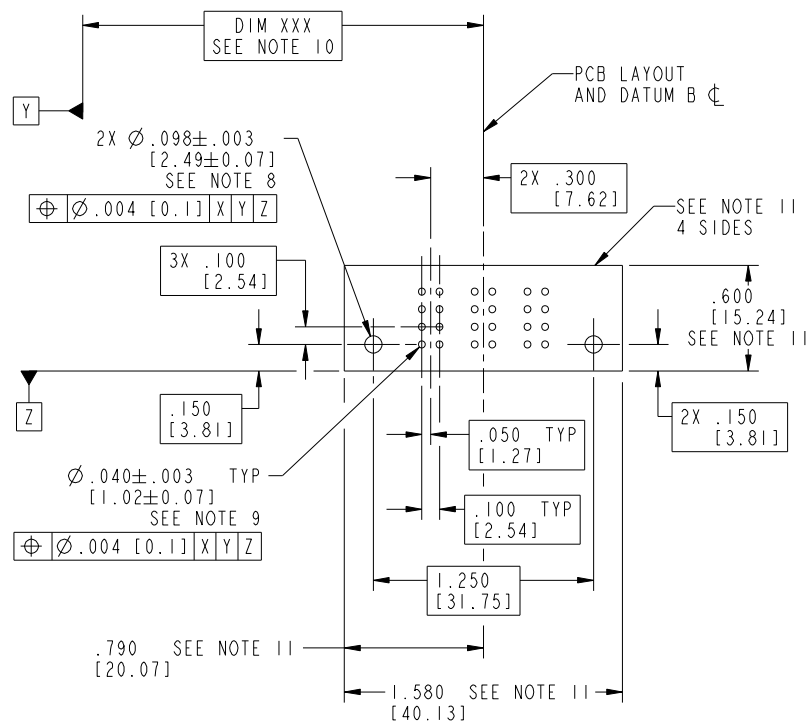 DIM XXX
SEE NOTE 10
PCB LAYOUT
AND DATUM B ℄
Y
2X Ø.098±.003
[2.49±0.07]
SEE NOTE 8
⌖ Ø.004 [0.1] X Y Z
2X .300
[7.62]
SEE NOTE 11
4 SIDES
3X .100
[2.54]
.600
[15.24]
SEE NOTE 11
Z
.150
[3.81]
.050 TYP
[1.27]
2X .150
[3.81]
Ø.040±.003 TYP
[1.02±0.07]
SEE NOTE 9
⌖ Ø.004 [0.1] X Y Z
.100 TYP
[2.54]
1.250
[31.75]
.790 SEE NOTE 11
[20.07]
1.580 SEE NOTE 11
[40.13]